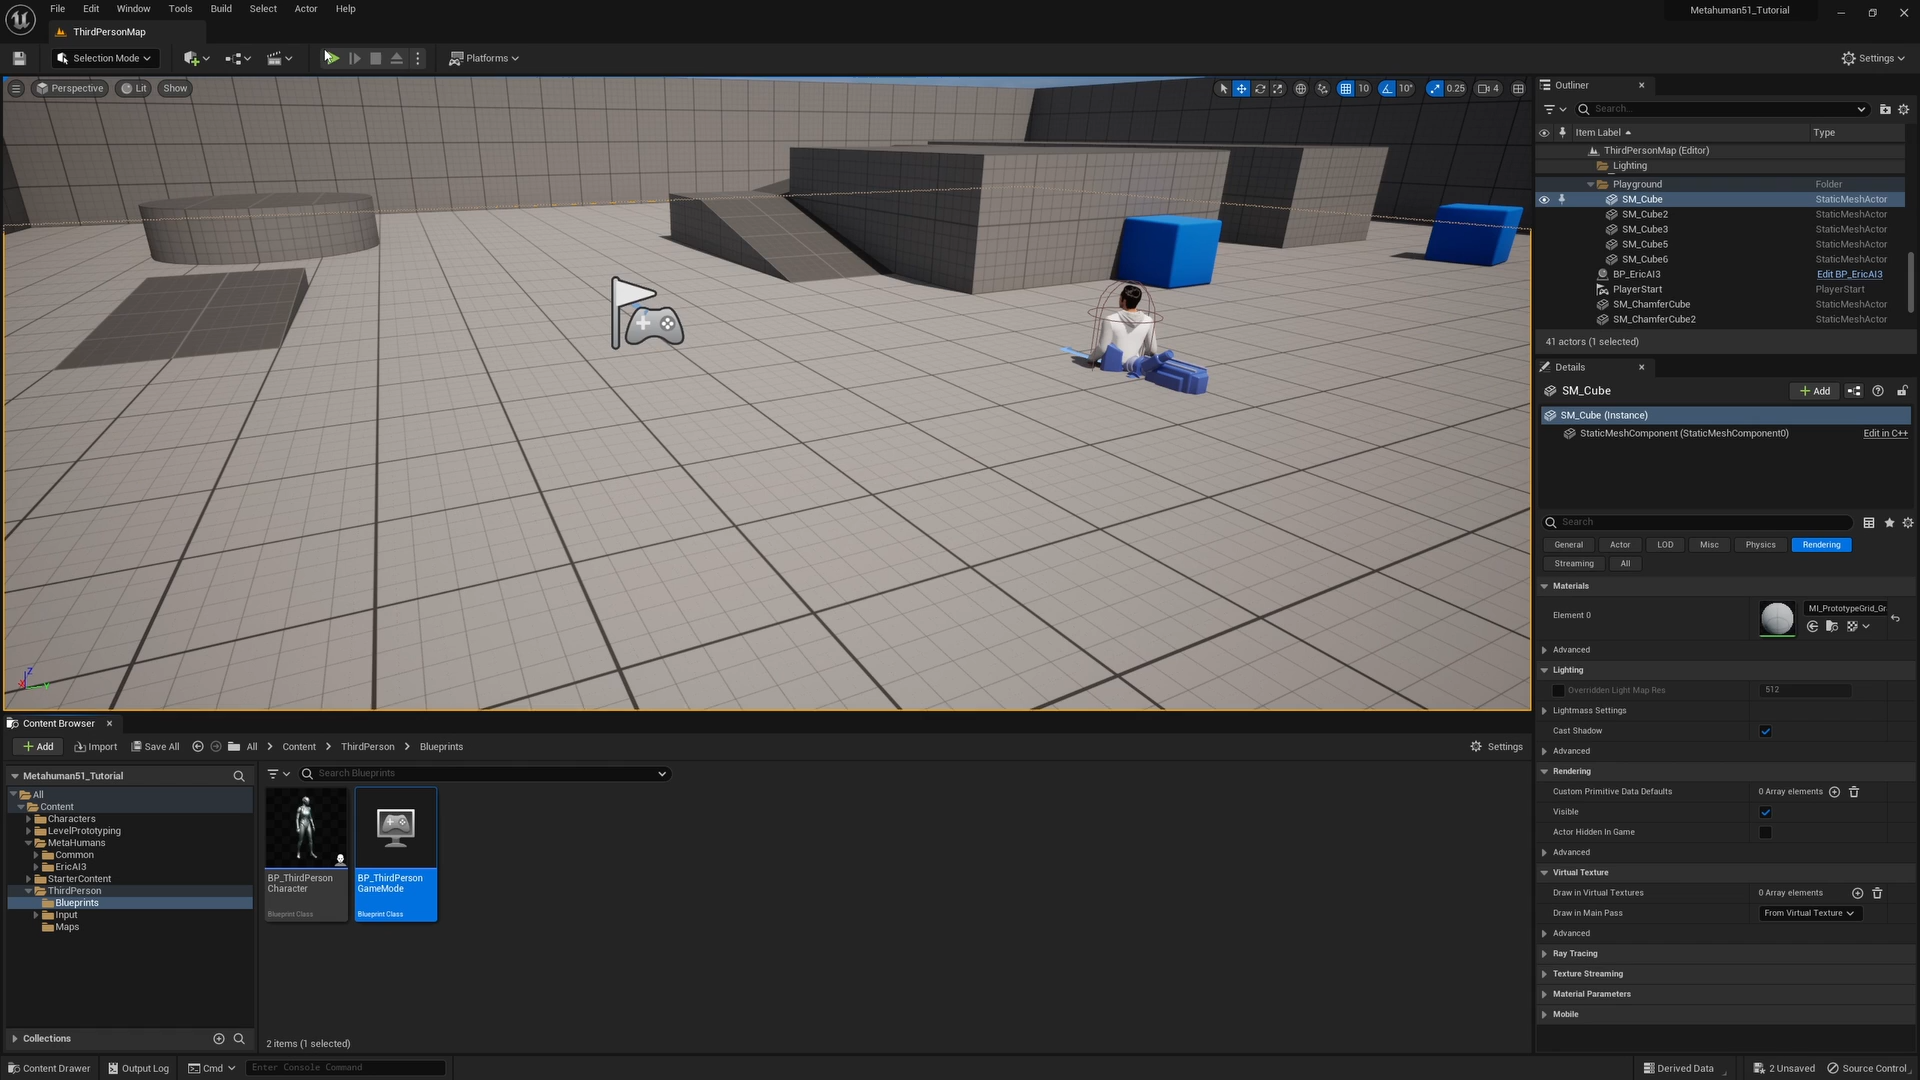 File Edit Window Tools Build Select Actor Help
Metahuman51_Tutorial
ThirdPersonMap
Selection Mode
Platforms
Settings
Perspective Lit Show
10 10° 0.25 4
Outliner
Search...
Item Label Type
ThirdPersonMap (Editor)
Lighting
Playground Folder
SM_Cube StaticMeshActor
SM_Cube2 StaticMeshActor
SM_Cube3 StaticMeshActor
SM_Cube5 StaticMeshActor
SM_Cube6 StaticMeshActor
BP_EricAI3 Edit BP_EricAI3
PlayerStart PlayerStart
SM_ChamferCube StaticMeshActor
SM_ChamferCube2 StaticMeshActor
41 actors (1 selected)
Details
SM_Cube
Add
SM_Cube (Instance)
StaticMeshComponent (StaticMeshComponent0) Edit in C++
Search
General Actor LOD Misc Physics Rendering
Streaming All
Materials
Element 0 MI_PrototypeGrid_Gr
Advanced
Lighting
Overridden Light Map Res 512
Lightmass Settings
Cast Shadow
Advanced
Rendering
Custom Primitive Data Defaults 0 Array elements
Visible
Actor Hidden In Game
Advanced
Virtual Texture
Draw in Virtual Textures 0 Array elements
Draw in Main Pass From Virtual Texture
Advanced
Ray Tracing
Texture Streaming
Material Parameters
Mobile
Z
Content Browser
Add Import Save All All Content ThirdPerson Blueprints Settings
Metahuman51_Tutorial
Search Blueprints
All
Content
Characters
LevelPrototyping
MetaHumans
Common
EricAI3
StarterContent
ThirdPerson
Blueprints
Input
Maps
BP_ThirdPerson
Character
Blueprint Class
BP_ThirdPerson
GameMode
Blueprint Class
Collections
2 items (1 selected)
Content Drawer Output Log Cmd Enter Console Command Derived Data 2 Unsaved Source Control